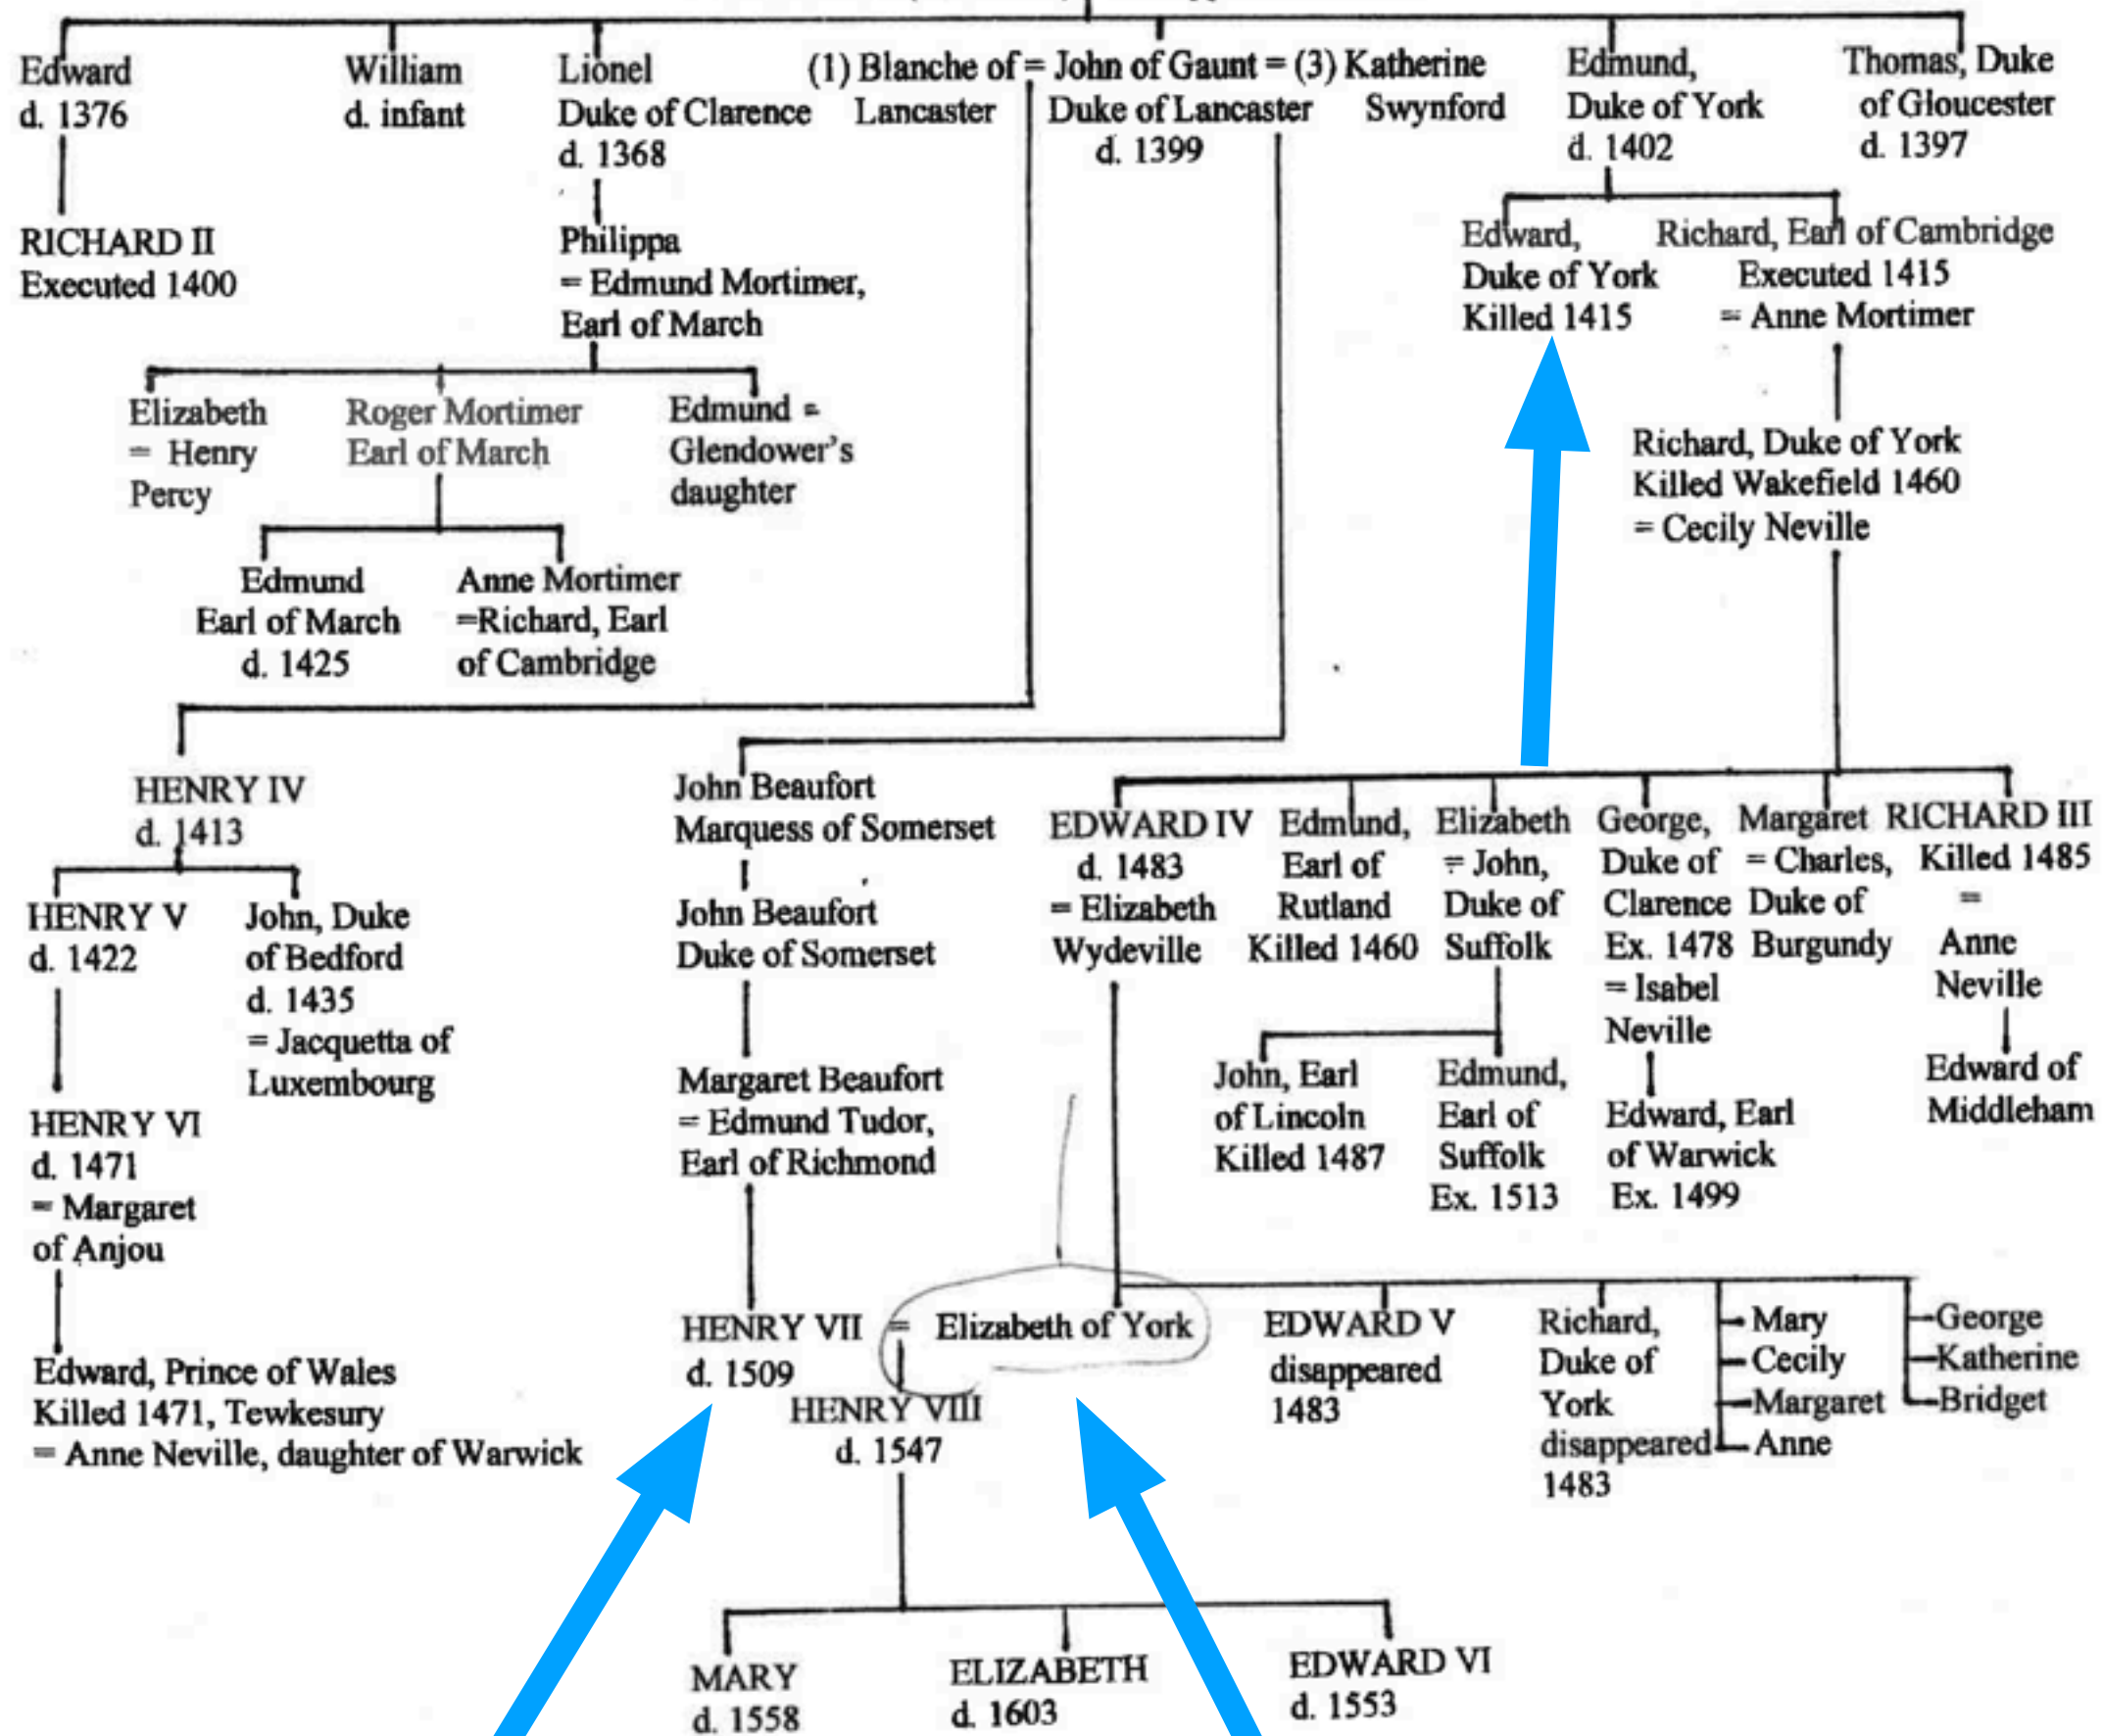 Edward
d. 1376
William
d. infant
Lionel
Duke of Clarence
d. 1368
(1) Blanche of = John of Gaunt = (3) Katherine
Lancaster Duke of Lancaster Swynford
d. 1399
Edmund,
Duke of York
d. 1402
Thomas, Duke
of Gloucester
d. 1397
RICHARD II
Executed 1400
Philippa
= Edmund Mortimer,
Earl of March
Edward,
Duke of York
Killed 1415
Richard, Earl of Cambridge
Executed 1415
= Anne Mortimer
Elizabeth
= Henry
Percy
Roger Mortimer
Earl of March
Edmund =
Glendower's
daughter
Richard, Duke of York
Killed Wakefield 1460
= Cecily Neville
Edmund
Earl of March
d. 1425
Anne Mortimer
=Richard, Earl
of Cambridge
HENRY IV
d. 1413
John Beaufort
Marquess of Somerset
EDWARD IV
d. 1483
= Elizabeth
Wydeville
Edmund,
Earl of
Rutland
Killed 1460
Elizabeth
= John,
Duke of
Suffolk
George,
Duke of
Clarence
Ex. 1478
= Isabel
Neville
Margaret
= Charles,
Duke of
Burgundy
RICHARD III
Killed 1485
=
Anne
Neville
HENRY V
d. 1422
John, Duke
of Bedford
d. 1435
= Jacquetta of
Luxembourg
John Beaufort
Duke of Somerset
Margaret Beaufort
= Edmund Tudor,
Earl of Richmond
John, Earl
of Lincoln
Killed 1487
Edmund,
Earl of
Suffolk
Ex. 1513
Edward, Earl
of Warwick
Ex. 1499
Edward of
Middleham
HENRY VI
d. 1471
= Margaret
of Anjou
HENRY VII = Elizabeth of York
d. 1509
EDWARD V
disappeared
1483
Richard,
Duke of
York
disappeared
1483
Mary
Cecily
Margaret
Anne
George
Katherine
Bridget
Edward, Prince of Wales
Killed 1471, Tewkesury
= Anne Neville, daughter of Warwick
HENRY VIII
d. 1547
MARY
d. 1558
ELIZABETH
d. 1603
EDWARD VI
d. 1553